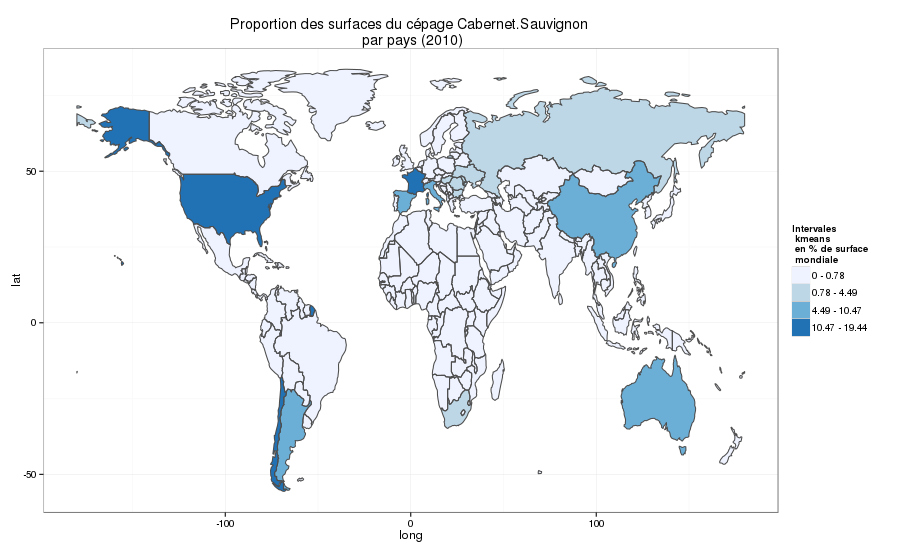 Proportion des surfaces du cépage Cabernet.Sauvignon
par pays (2010)
50
0
-50
lat
-100
0
100
long
Intervales
kmeans
en % de surface
mondiale
0 - 0.78
0.78 - 4.49
4.49 - 10.47
10.47 - 19.44